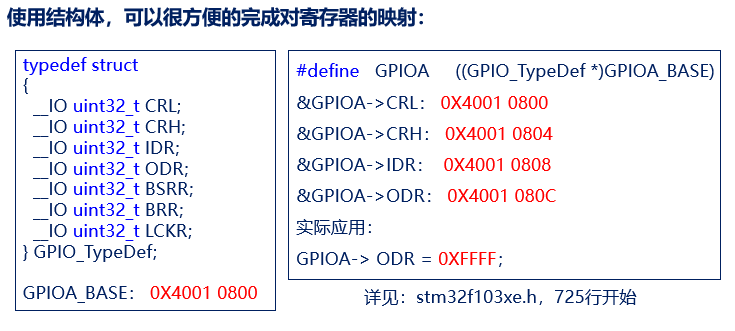 使用结构体，可以很方便的完成对寄存器的映射：
typedef struct
{
__IO uint32_t CRL;
__IO uint32_t CRH;
__IO uint32_t IDR;
__IO uint32_t ODR;
__IO uint32_t BSRR;
__IO uint32_t BRR;
__IO uint32_t LCKR;
} GPIO_TypeDef;
GPIOA_BASE： 0X4001 0800
#define GPIOA ((GPIO_TypeDef *)GPIOA_BASE)
&GPIOA->CRL： 0X4001 0800
&GPIOA->CRH： 0X4001 0804
&GPIOA->IDR： 0X4001 0808
&GPIOA->ODR： 0X4001 080C
实际应用：
GPIOA-> ODR = 0XFFFF；
详见：stm32f103xe.h，725行开始